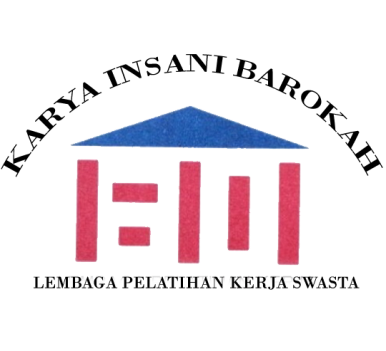 KARYA INSANI BAROKAH
LEMBAGA PELATIHAN KERJA SWASTA